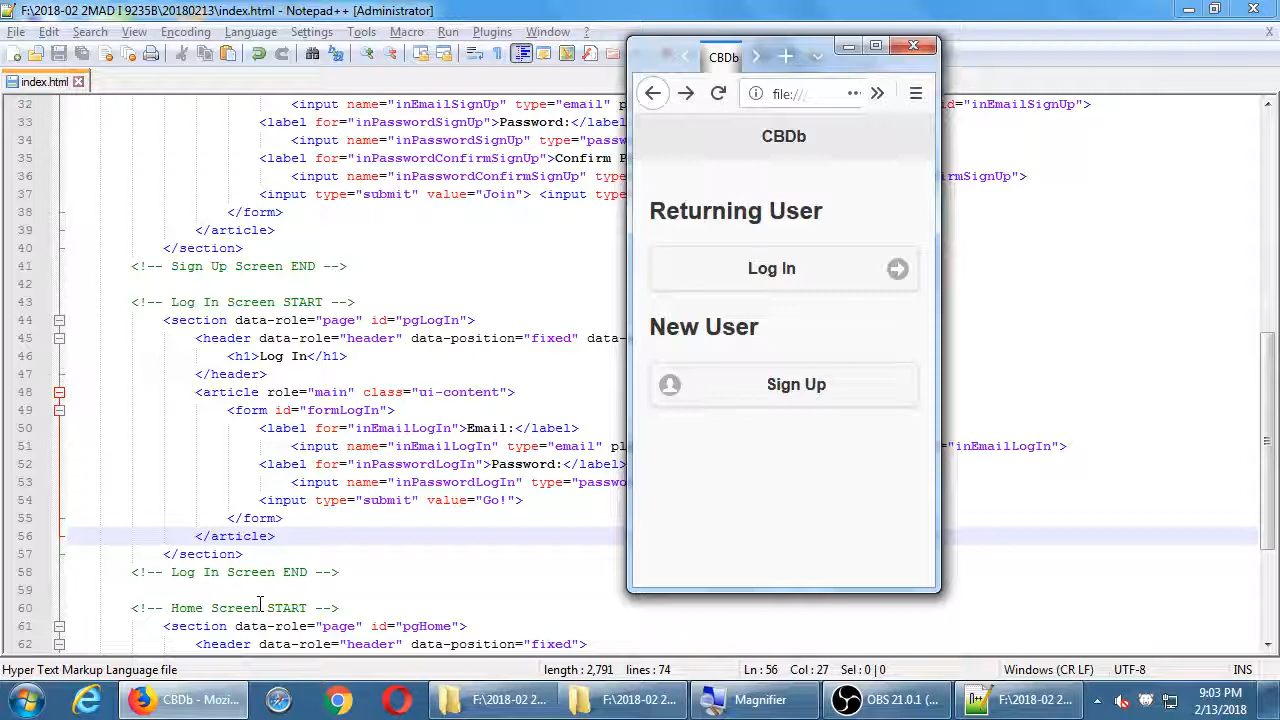 F:\2018-02 2MAD I 9235B\20180213\index.html - Notepad++ [Administrator]
File Edit Search View Encoding Language Settings Tools Macro Run Plugins Window ? X
index.html
32 <input name="inEmailSignUp" type="email" pl
id="inEmailSignUp">
33 <label for="inPasswordSignUp">Password:</label
34 <input name="inPasswordSignUp" type="passw
35 <label for="inPasswordConfirmSignUp">Confirm P
36 <input name="inPasswordConfirmSignUp" type
irmSignUp">
37 <input type="submit" value="Join"> <input type
38 </form>
39 </article>
40 </section>
41 <!-- Sign Up Screen END -->
42
43 <!-- Log In Screen START -->
44 <section data-role="page" id="pgLogIn">
45 <header data-role="header" data-position="fixed" data-
46 <h1>Log In</h1>
47 </header>
48 <article role="main" class="ui-content">
49 <form id="formLogIn">
50 <label for="inEmailLogIn">Email:</label>
51 <input name="inEmailLogIn" type="email" pl
="inEmailLogIn">
52 <label for="inPasswordLogIn">Password:</label>
53 <input name="inPasswordLogIn" type="passwo
54 <input type="submit" value="Go!">
55 </form>
56 </article>
57 </section>
58 <!-- Log In Screen END -->
59
60 <!-- Home Screen START -->
61 <section data-role="page" id="pgHome">
62 <header data-role="header" data-position="fixed">
CBDb
file:///
CBDb
Returning User
Log In
New User
Sign Up
Hyper Text Markup Language file length : 2,791 lines : 74 Ln : 56 Col : 27 Sel : 0 | 0 Windows (CR LF) UTF-8 INS
CBDb - Mozi... F:\2018-02 2... F:\2018-02 2... Magnifier OBS 21.0.1 (... F:\2018-02 2...
9:03 PM
2/13/2018